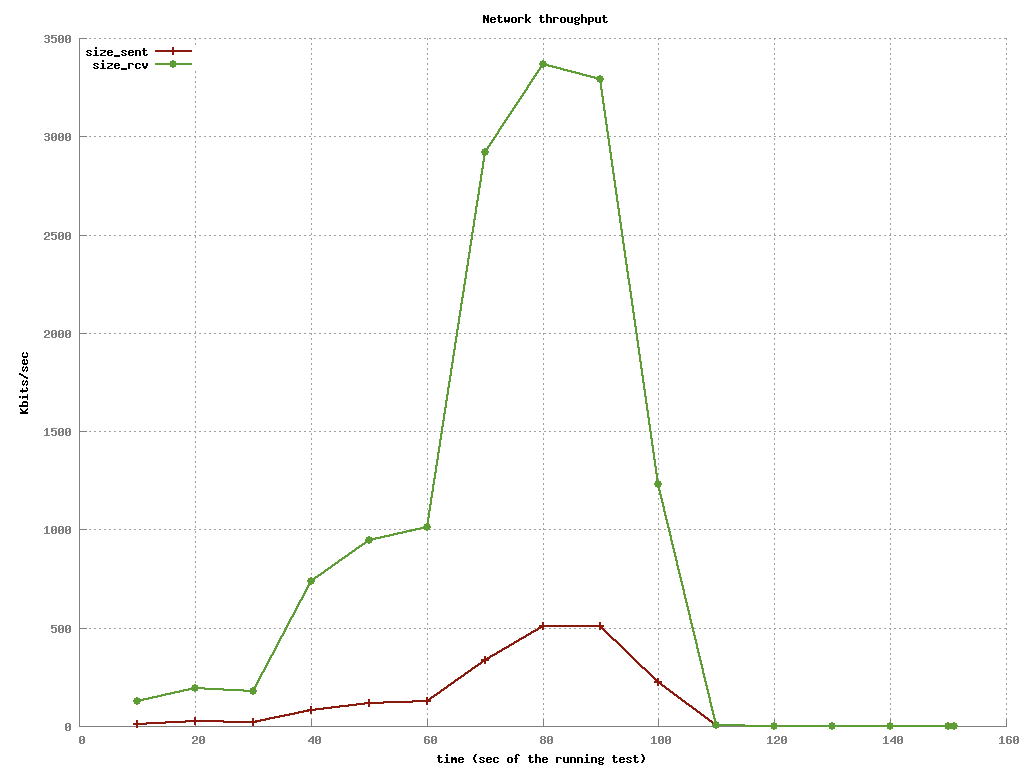 Network throughput
size_sent
size_rcv
3500
3000
2500
2000
1500
1000
500
0
Kbits/sec
0 20 40 60 80 100 120 140 160
time (sec of the running test)